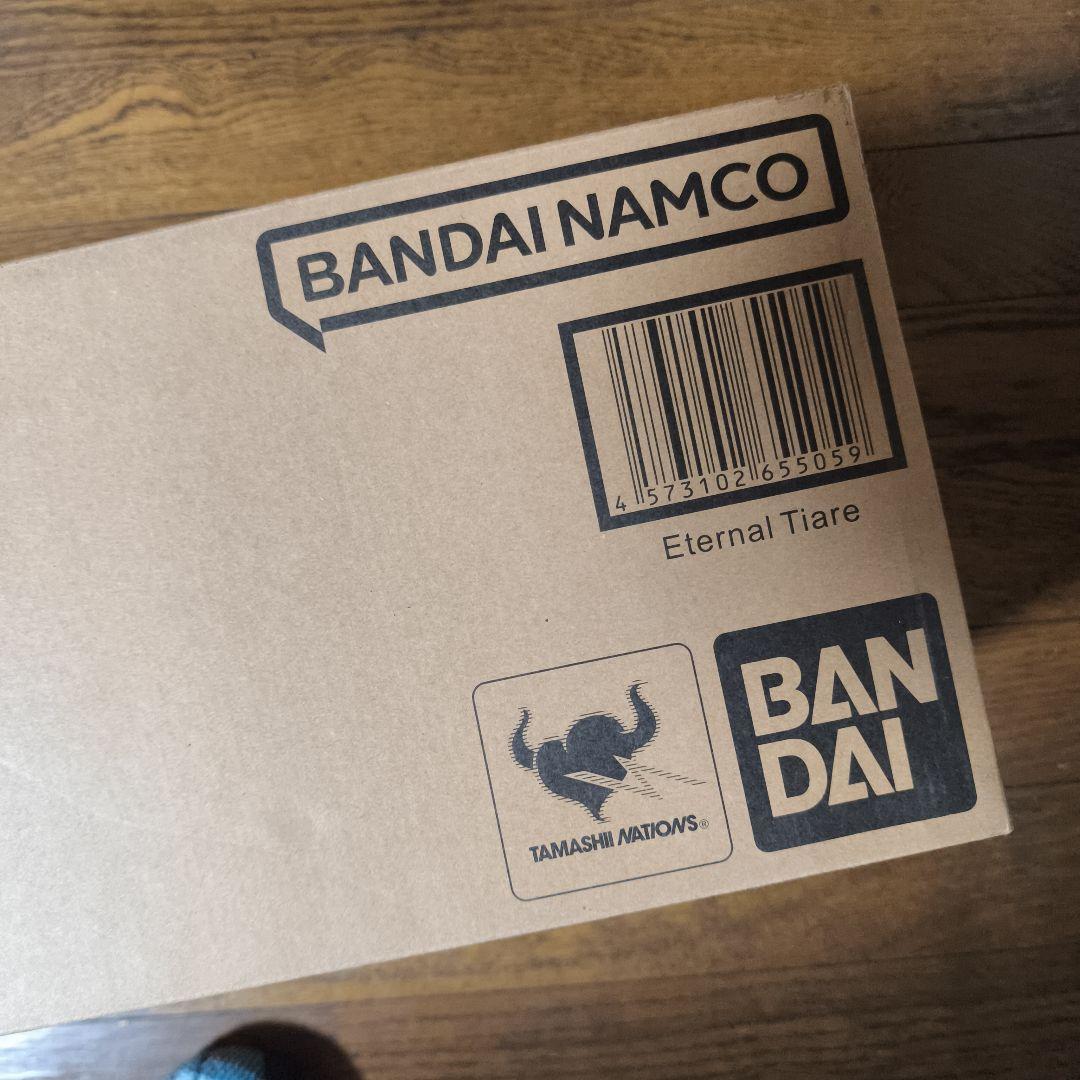 BANDAI NAMCO
4 573102 655059
Eternal Tiare
TAMASHII NATIONS®
BAN
DAI